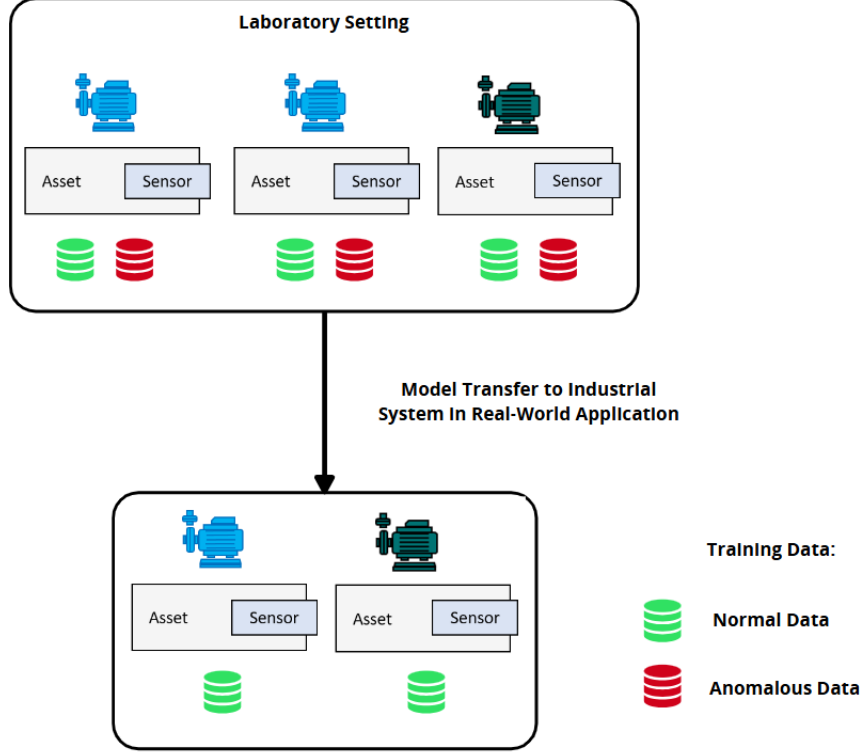 Laboratory Setting
Asset
Sensor
Asset
Sensor
Asset
Sensor
Model Transfer to Industrial
System in Real-World Application
Asset
Sensor
Asset
Sensor
Training Data:
Normal Data
Anomalous Data